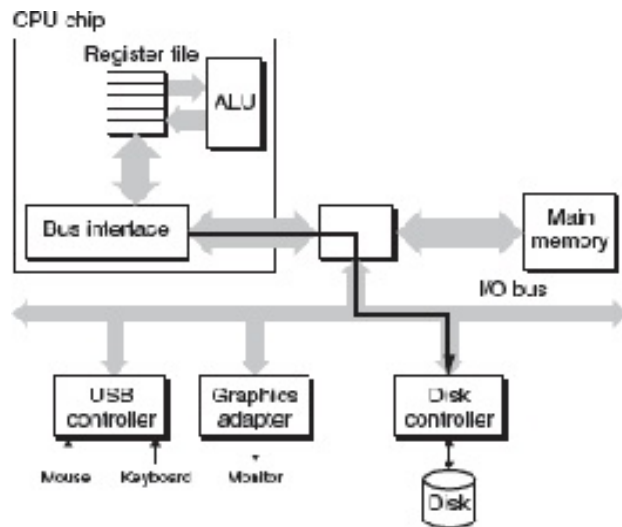 CPU chip
Register file
ALU
Bus interface
Main
memory
I/O bus
USB
controller
Graphics
adapter
Disk
controller
Mouse
Keyboard
Monitor
Disk